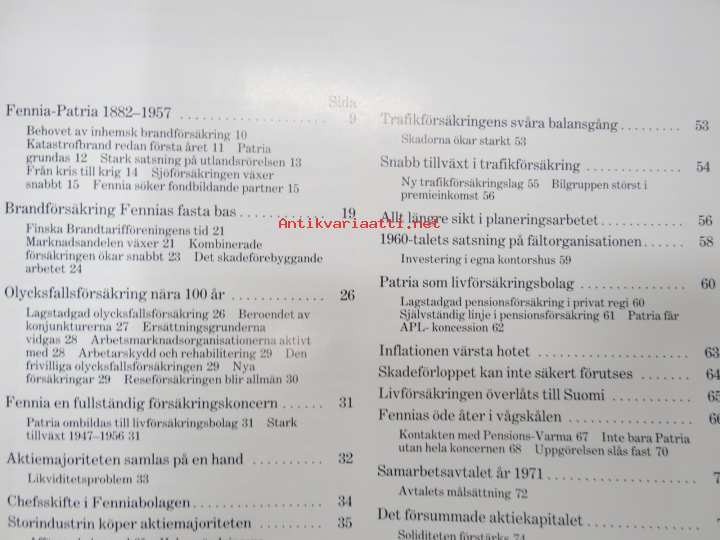 Sida
Fennia-Patria 1882–1957 . . . . . . . . . . . . . . . . . 9
Behovet av inhemsk brandförsäkring 10
Katastrofbrand redan första året 11 Patria
grundas 12 Stark satsning på utlandsrörelsen 13
Från kris till krig 14 Sjöförsäkringen växer
snabbt 15 Fennia söker fondbildande partner 15
Brandförsäkring Fennias fasta bas . . . . . . . . . . . . 19
Finska Brandtarifföreningens tid 21
Marknadsandelen växer 21 Kombinerade
försäkringen ökar snabbt 23 Det skadeförebyggande
arbetet 24
Olycksfallsförsäkring nära 100 år . . . . . . . . . . . . . 26
Lagstadgad olycksfallsförsäkring 26 Beroendet av
konjunkturerna 27 Ersättningsgrunderna
vidgas 28 Arbetsmarknadsorganisationerna aktivt
med 28 Arbetarskydd och rehabilitering 29 Den
frivilliga olycksfallsförsäkringen 29 Nya
försäkringar 29 Reseförsäkringen blir allmän 30
Fennia en fullständig försäkringskoncern . . . . . . 31
Patria ombildas till livförsäkringsbolag 31 Stark
tillväxt 1947–1956 31
Aktiemajoriteten samlas på en hand . . . . . . . . . . 32
Likviditetsproblem 33
Chefsskifte i Fenniabolagen . . . . . . . . . . . . . . . . . 34
Storindustrin köper aktiemajoriteten . . . . . . . . . 35
Trafikförsäkringens svåra balansgång . . . . . . . . . 53
Skadorna ökar starkt 53
Snabb tillväxt i trafikförsäkring . . . . . . . . . . . . . . 54
Ny trafikförsäkringslag 55 Bilgruppen störst i
premieinkomst 56
Allt längre sikt i planeringsarbetet . . . . . . . . . . . . 56
1960-talets satsning på fältorganisationen . . . . . . 58
Investering i egna kontorshus 59
Patria som livförsäkringsbolag . . . . . . . . . . . . . . . 60
Lagstadgad pensionsförsäkring i privat regi 60
Självständig linje i pensionsförsäkring 61 Patria får
APL- koncession 62
Inflationen värsta hotet . . . . . . . . . . . . . . . . . . . . 63
Skadeförloppet kan inte säkert förutses . . . . . . . . 64
Livförsäkringen överlåts till Suomi . . . . . . . . . . . . 65
Fennias öde åter i vågskålen . . . . . . . . . . . . . . . . 66
Kontakten med Pensions-Varma 67 Inte bara Patria
utan hela koncernen 68 Uppgörelsen slås fast 70
Samarbetsavtalet år 1971 . . . . . . . . . . . . . . . . . . 7
Avtalets målsättning 72
Det försummade aktiekapitalet . . . . . . . . . . . . . .
Soliditeten förstärks 74
Antikvariaatti.net